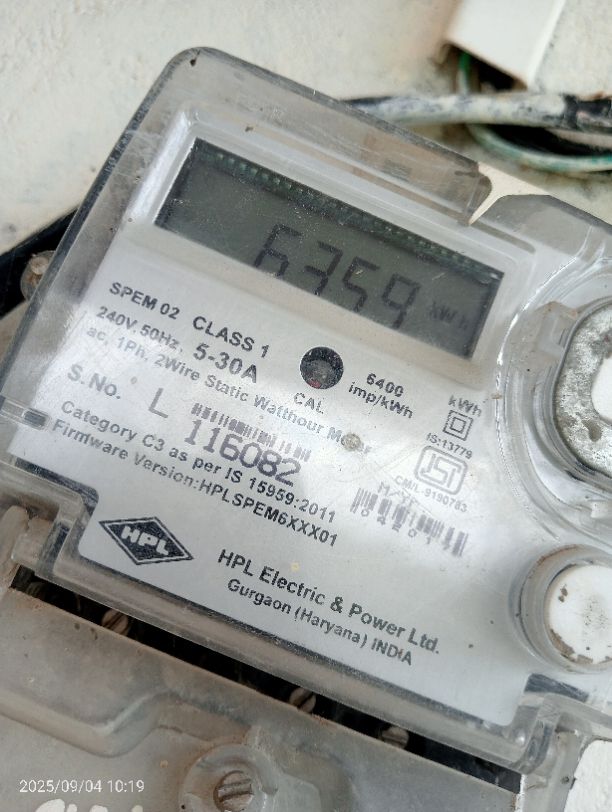 6359 kWh
SPEM 02 CLASS 1
240V, 50Hz, 5-30A
ac, 1Ph, 2Wire Static Watthour Meter
CAL
6400
imp/kWh
kWh
IS:13779
CM/L-9190783
S.No. L 116082
Category C3 as per IS 15959:2011
Firmware Version:HPLSPEM6XXX01
HPL
HPL Electric & Power Ltd.
Gurgaon (Haryana) INDIA
2025/09/04 10:19